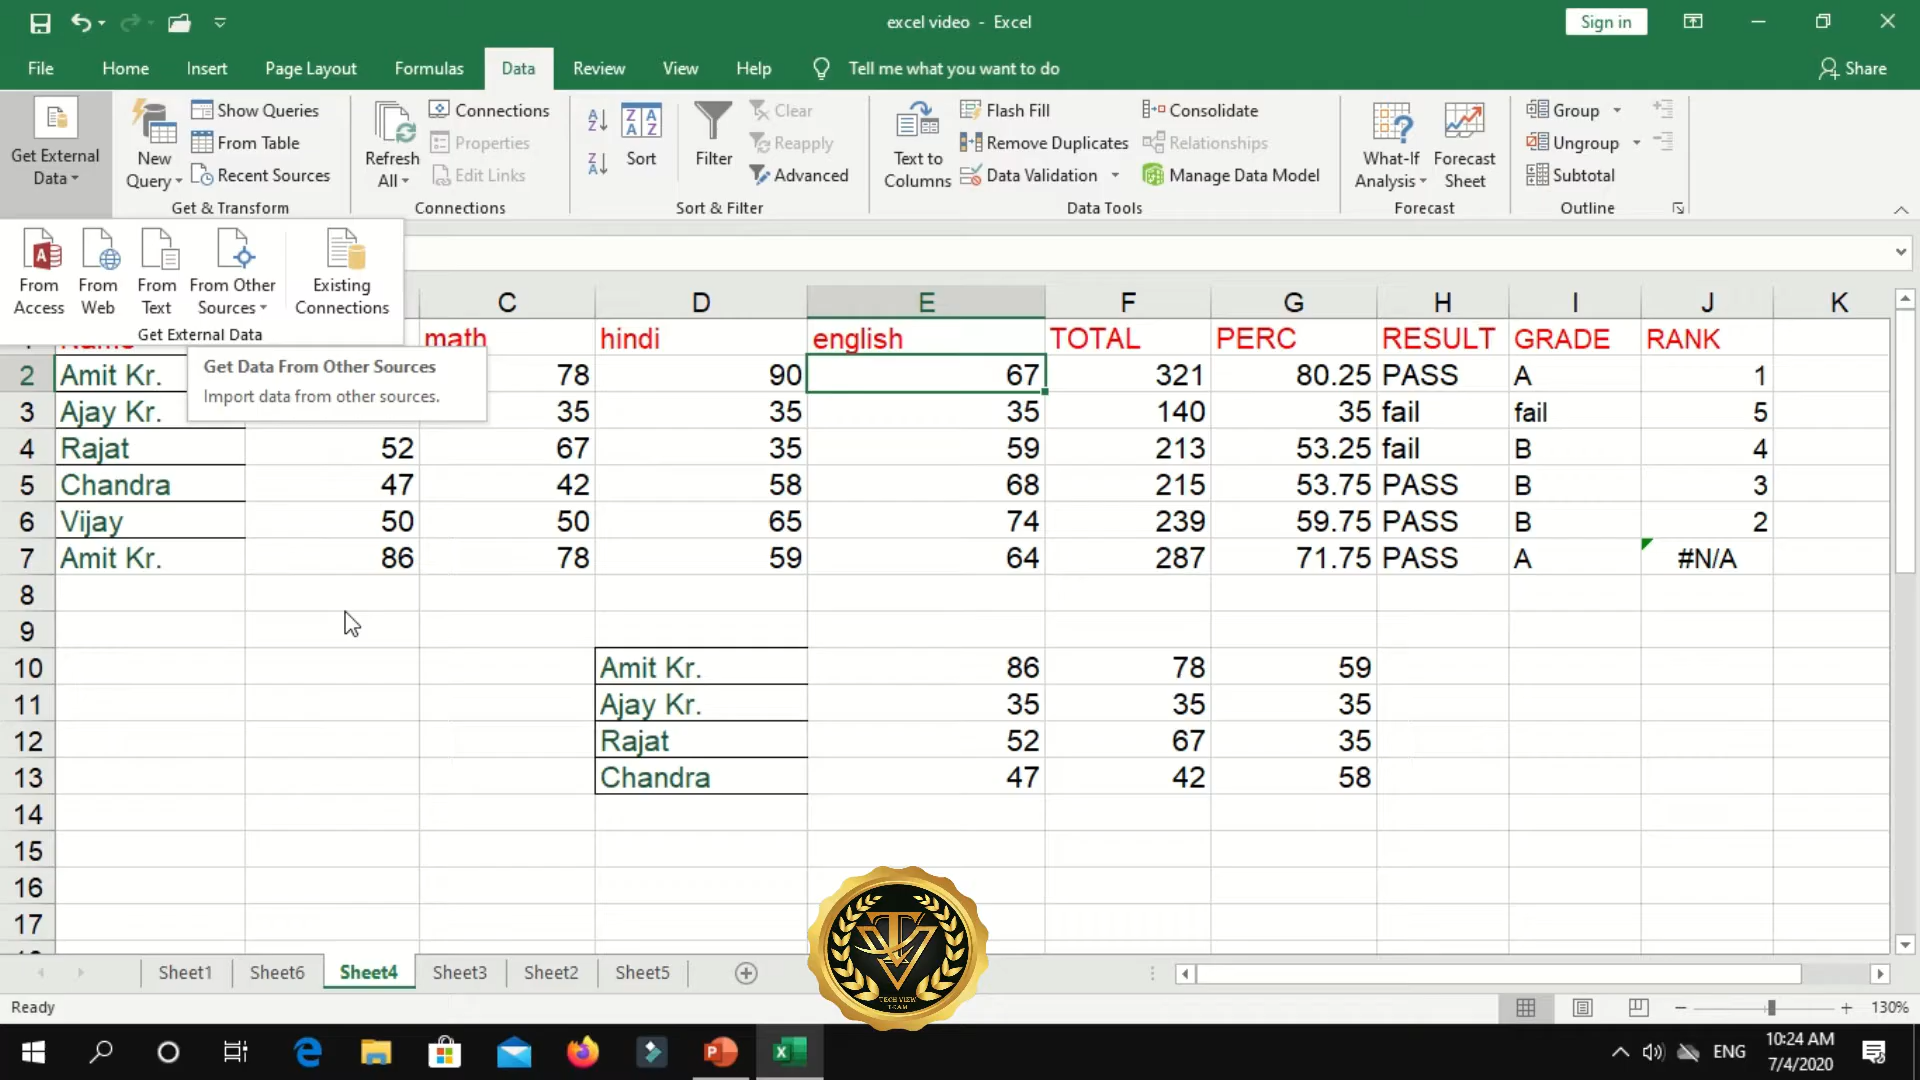 excel video - Excel
Sign in
File Home Insert Page Layout Formulas Data Review View Help Tell me what you want to do Share
Get External Data
New Query
Show Queries
From Table
Recent Sources
Get & Transform
Refresh All
Connections
Properties
Edit Links
Connections
Sort
Filter
Clear
Reapply
Advanced
Sort & Filter
Text to Columns
Flash Fill
Remove Duplicates
Data Validation
Consolidate
Relationships
Manage Data Model
Data Tools
What-If Analysis
Forecast Sheet
Forecast
Group
Ungroup
Subtotal
Outline
From Access
From Web
From Text
From Other Sources
Existing Connections
Get External Data
Get Data From Other Sources
Import data from other sources.
C D E F G H I J K
math hindi english TOTAL PERC RESULT GRADE RANK
2 Amit Kr. 78 90 67 321 80.25 PASS A 1
3 Ajay Kr. 35 35 35 140 35 fail fail 5
4 Rajat 52 67 35 59 213 53.25 fail B 4
5 Chandra 47 42 58 68 215 53.75 PASS B 3
6 Vijay 50 50 65 74 239 59.75 PASS B 2
7 Amit Kr. 86 78 59 64 287 71.75 PASS A #N/A
8
9
10 Amit Kr. 86 78 59
11 Ajay Kr. 35 35 35
12 Rajat 52 67 35
13 Chandra 47 42 58
14
15
16
17
TECH VIEW
TEAM
Sheet1 Sheet6 Sheet4 Sheet3 Sheet2 Sheet5
Ready
130%
ENG
10:24 AM
7/4/2020